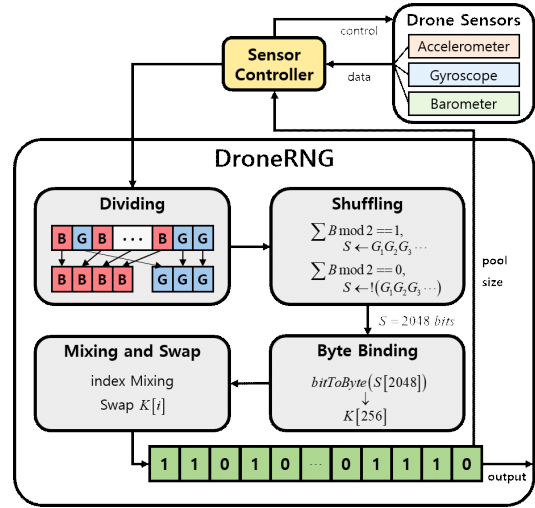 Drone Sensors
Accelerometer
Gyroscope
Barometer
control
data
Sensor
Controller
DroneRNG
pool
size
Dividing
B G B ··· B G G
B B B B G G G
Shuffling
∑ B mod 2 == 1,
S ← G₁G₂G₃ ⋯
∑ B mod 2 == 0,
S ← !(G₁G₂G₃ ⋯)
S = 2048 bits
Mixing and Swap
index Mixing
Swap K[i]
Byte Binding
bitToByte(S[2048])
↓
K[256]
1 1 0 1 0 ··· 0 1 1 1 0
output